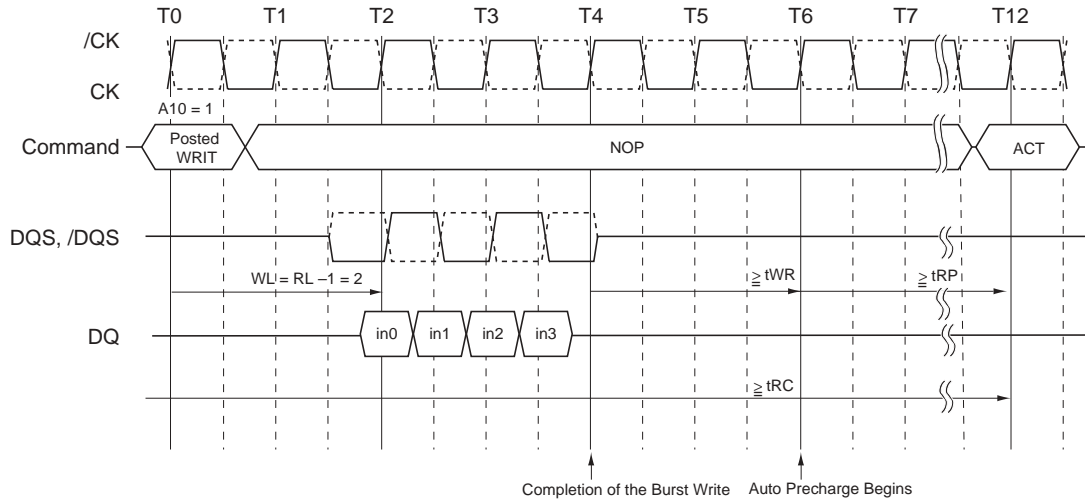 T0 T1 T2 T3 T4 T5 T6 T7 T12
/CK
CK
A10 = 1
Command
Posted
WRIT
NOP
ACT
DQS, /DQS
WL = RL –1 = 2
≧ tWR
≧ tRP
DQ
in0 in1 in2 in3
≧ tRC
Completion of the Burst Write
Auto Precharge Begins